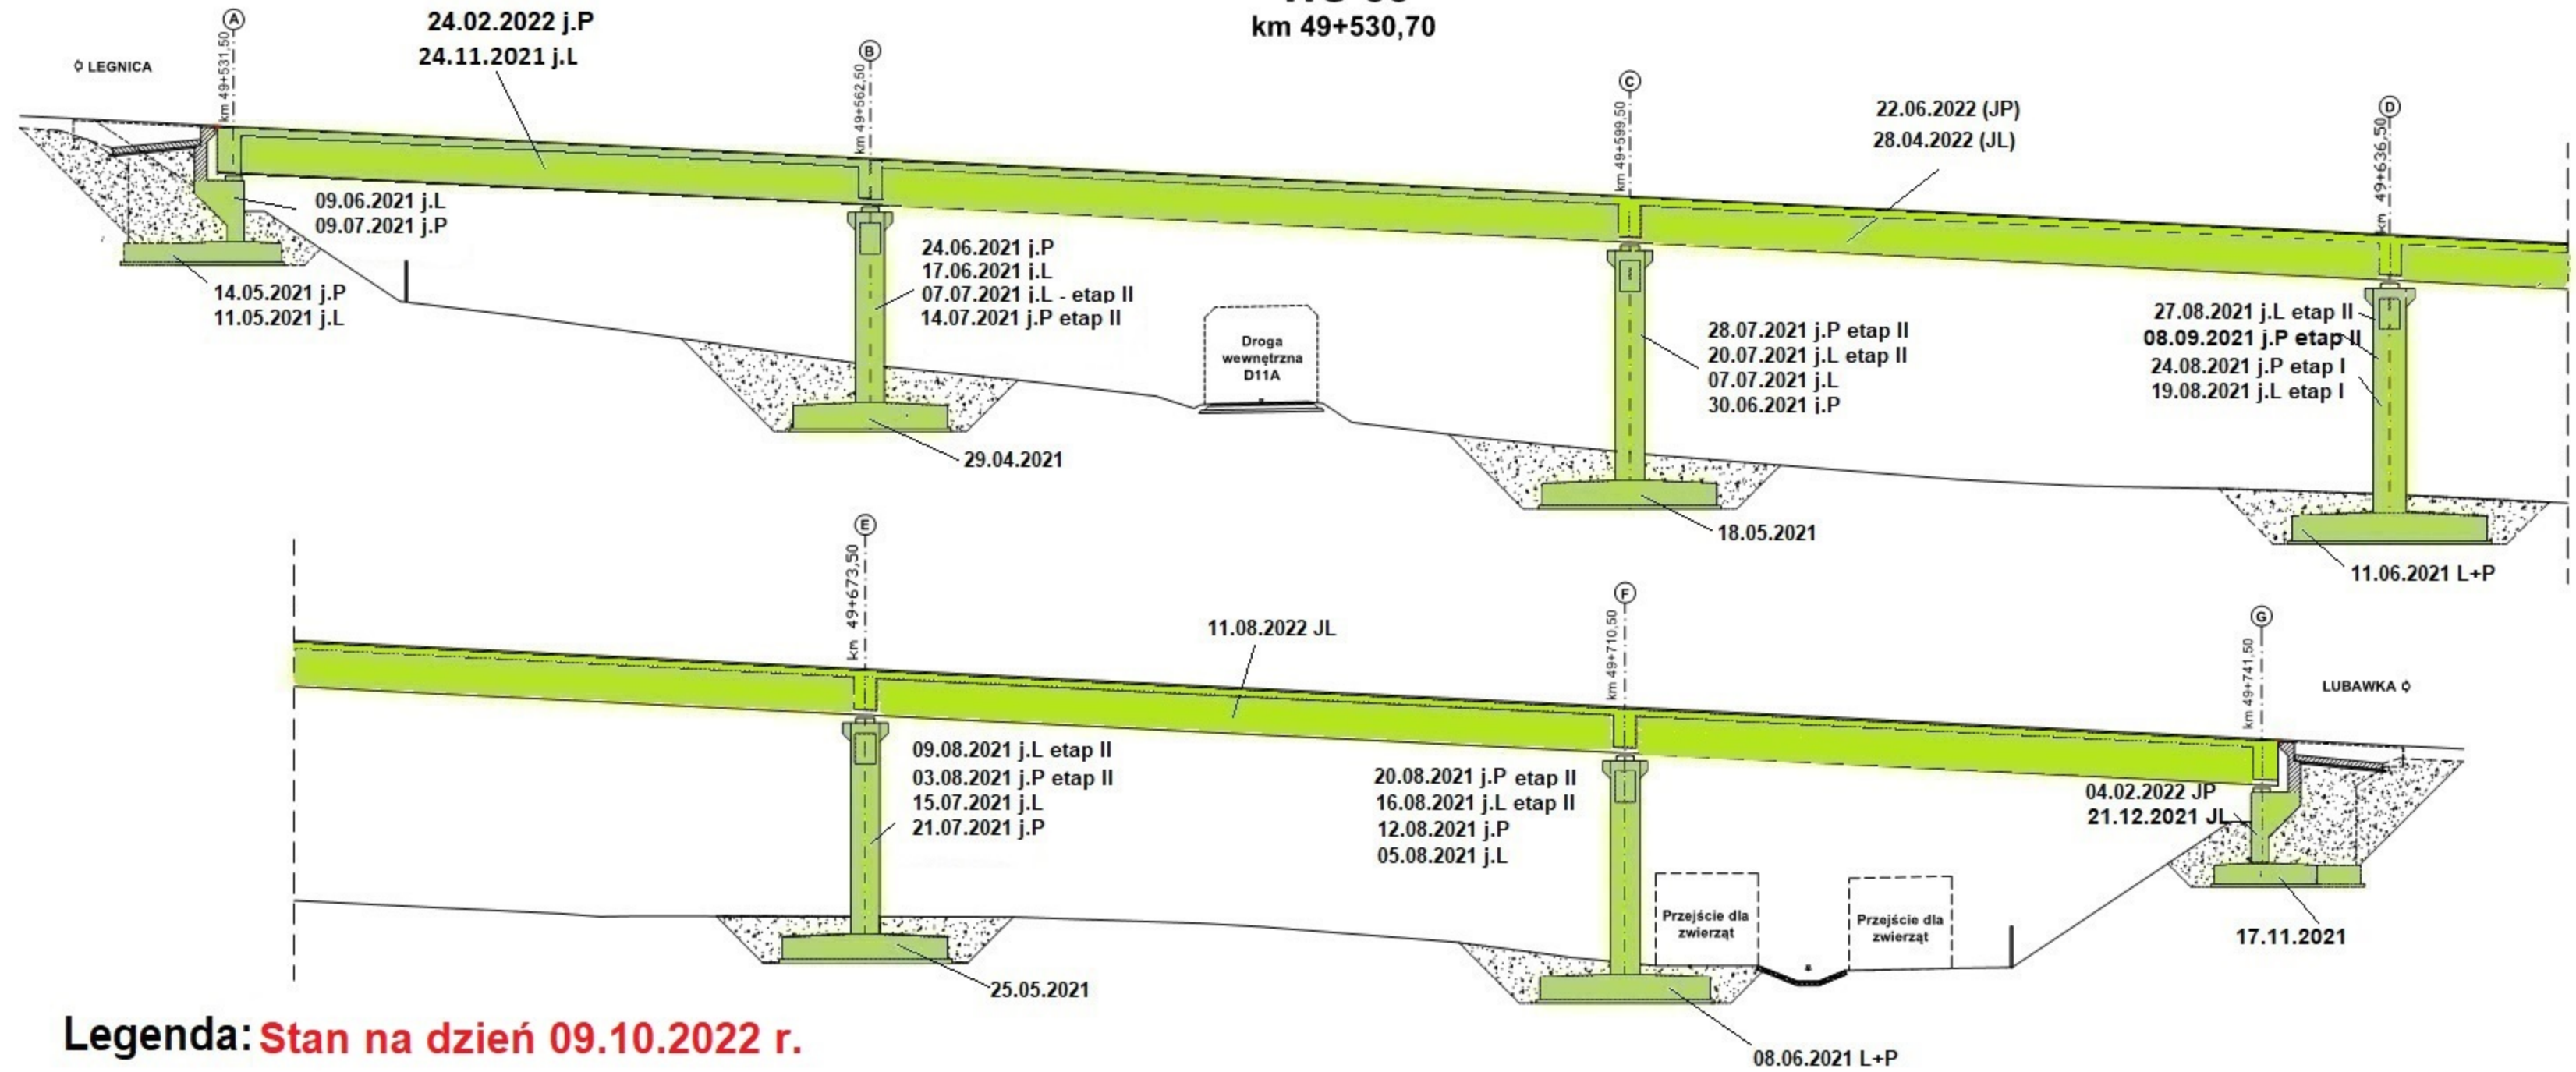 km 49+530,70
A
B
C
D
km 49+531,50
km 49+562,50
km 49+599,50
km 49+636,50
LEGNICA
24.02.2022 j.P
24.11.2021 j.L
22.06.2022 (JP)
28.04.2022 (JL)
09.06.2021 j.L
09.07.2021 j.P
14.05.2021 j.P
11.05.2021 j.L
24.06.2021 j.P
17.06.2021 j.L
07.07.2021 j.L - etap II
14.07.2021 j.P etap II
29.04.2021
Droga
wewnętrzna
D11A
28.07.2021 j.P etap II
20.07.2021 j.L etap II
07.07.2021 j.L
30.06.2021 j.P
18.05.2021
27.08.2021 j.L etap II
08.09.2021 j.P etap II
24.08.2021 j.P etap I
19.08.2021 j.L etap I
11.06.2021 L+P
E
F
G
km 49+673,50
km 49+710,50
km 49+741,50
11.08.2022 JL
LUBAWKA
09.08.2021 j.L etap II
03.08.2021 j.P etap II
15.07.2021 j.L
21.07.2021 j.P
25.05.2021
20.08.2021 j.P etap II
16.08.2021 j.L etap II
12.08.2021 j.P
05.08.2021 j.L
Przejście dla
zwierząt
Przejście dla
zwierząt
08.06.2021 L+P
04.02.2022 JP
21.12.2021 JL
17.11.2021
Legenda: Stan na dzień 09.10.2022 r.